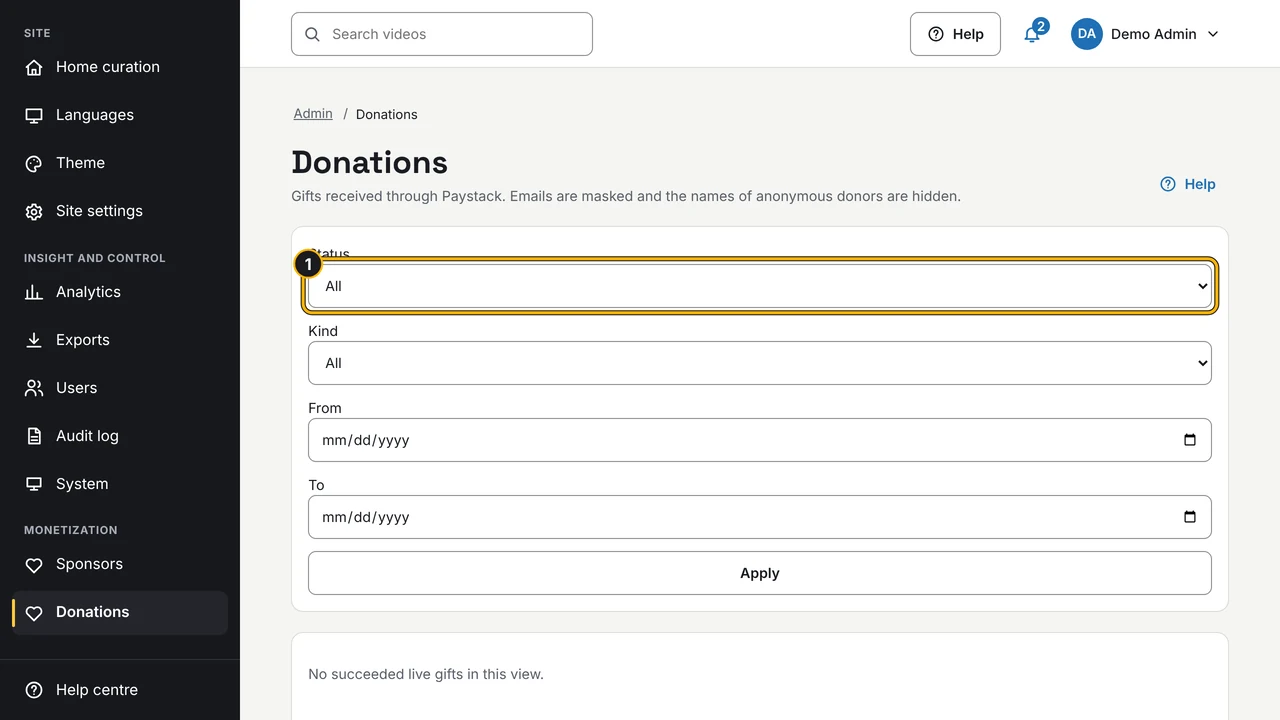 SITE
Home curation
Languages
Theme
Site settings
INSIGHT AND CONTROL
Analytics
Exports
Users
Audit log
System
MONETIZATION
Sponsors
Donations
Help centre
Search videos
Help
2
DA
Demo Admin
Admin / Donations
Donations
Gifts received through Paystack. Emails are masked and the names of anonymous donors are hidden.
Help
Status
1
All
Kind
All
From
mm/dd/yyyy
To
mm/dd/yyyy
Apply
No succeeded live gifts in this view.